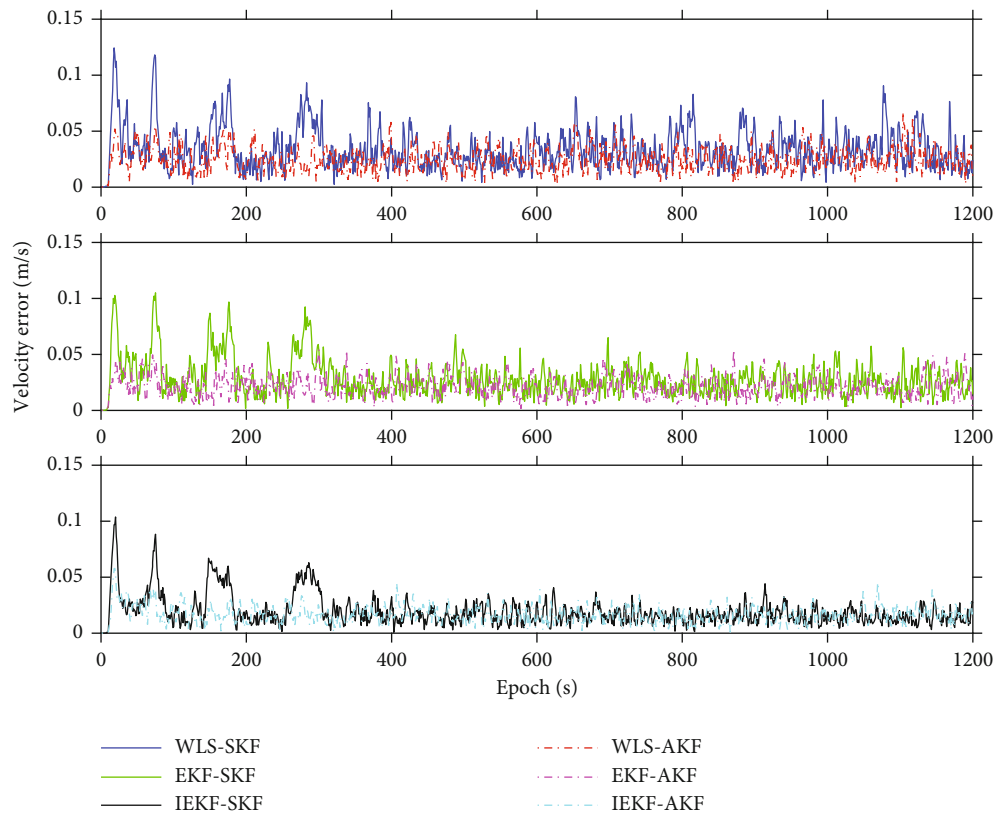 0.15
0.1
0.05
0
0 200 400 600 800 1000 1200
0.15
0.1
0.05
0
0 200 400 600 800 1000 1200
0.15
0.1
0.05
0
0 200 400 600 800 1000 1200
Velocity error (m/s)
Epoch (s)
WLS-SKF WLS-AKF
EKF-SKF EKF-AKF
IEKF-SKF IEKF-AKF